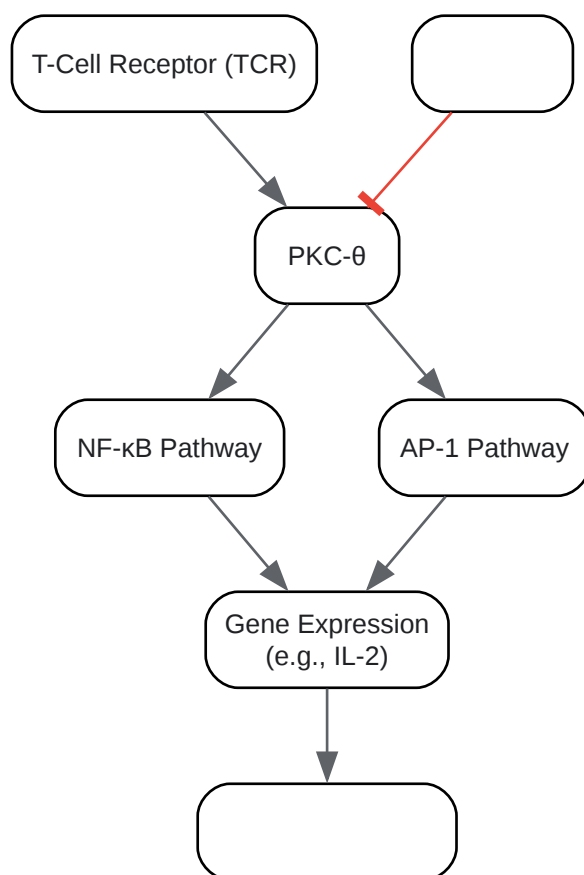 T-Cell Receptor (TCR)
PKC-θ
NF-κB Pathway
AP-1 Pathway
Gene Expression
(e.g., IL-2)